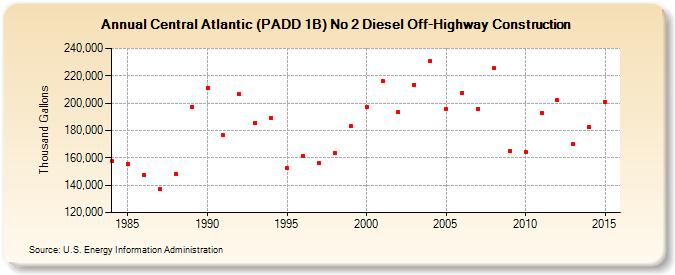 Annual Central Atlantic (PADD 1B) No 2 Diesel Off-Highway Construction
Thousand Gallons
240,000
220,000
200,000
180,000
160,000
140,000
120,000
1985 1990 1995 2000 2005 2010 2015
Source: U.S. Energy Information Administration